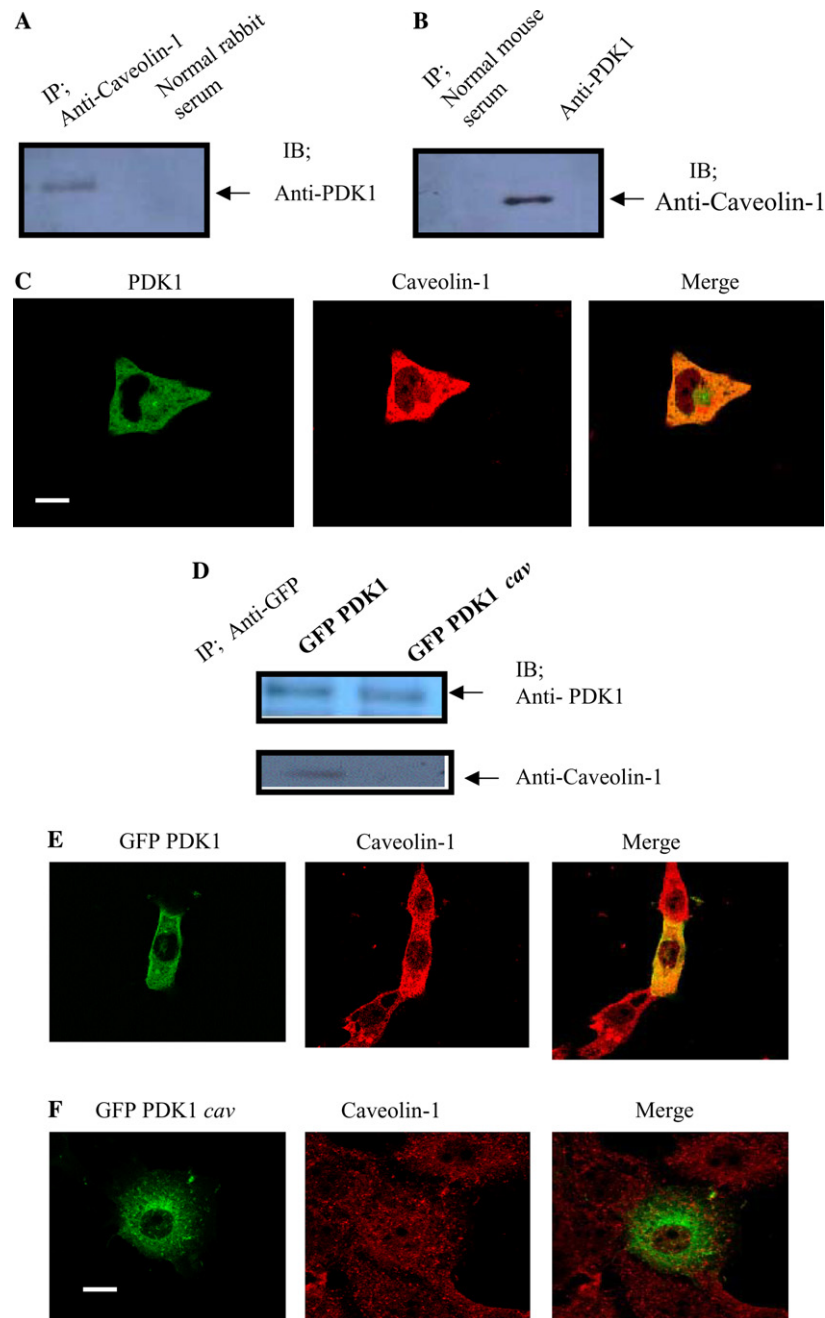 A
IP;
Anti-Caveolin-1
Normal rabbit
serum
IB;
Anti-PDK1
B
IP;
Normal mouse
serum
Anti-PDK1
IB;
Anti-Caveolin-1
C
PDK1
Caveolin-1
Merge
D
IP; Anti-GFP
GFP PDK1
GFP PDK1 cav
IB;
Anti- PDK1
Anti-Caveolin-1
E
GFP PDK1
Caveolin-1
Merge
F
GFP PDK1 cav
Caveolin-1
Merge